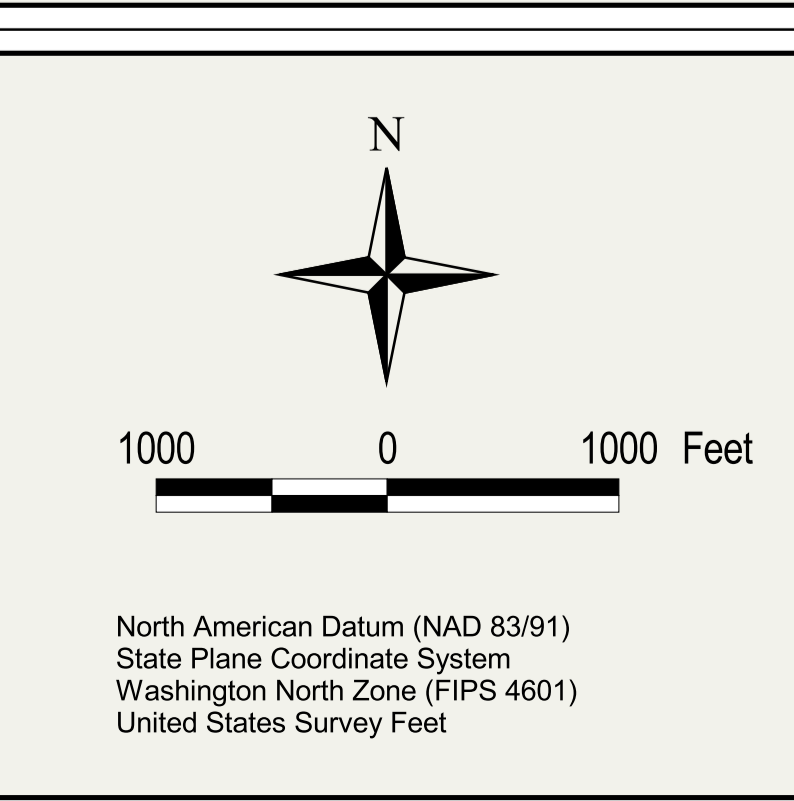 N
1000 0 1000 Feet
North American Datum (NAD 83/91)
State Plane Coordinate System
Washington North Zone (FIPS 4601)
United States Survey Feet